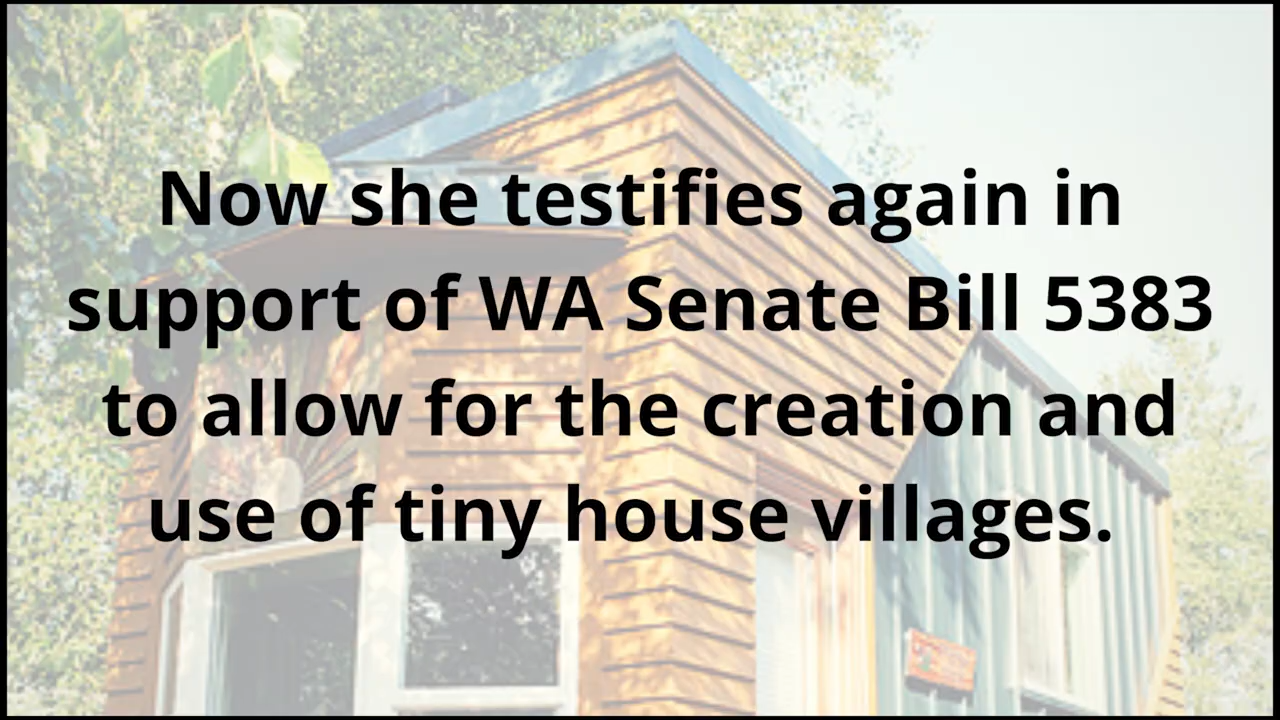 Now she testifies again in
support of WA Senate Bill 5383
to allow for the creation and
use of tiny house villages.